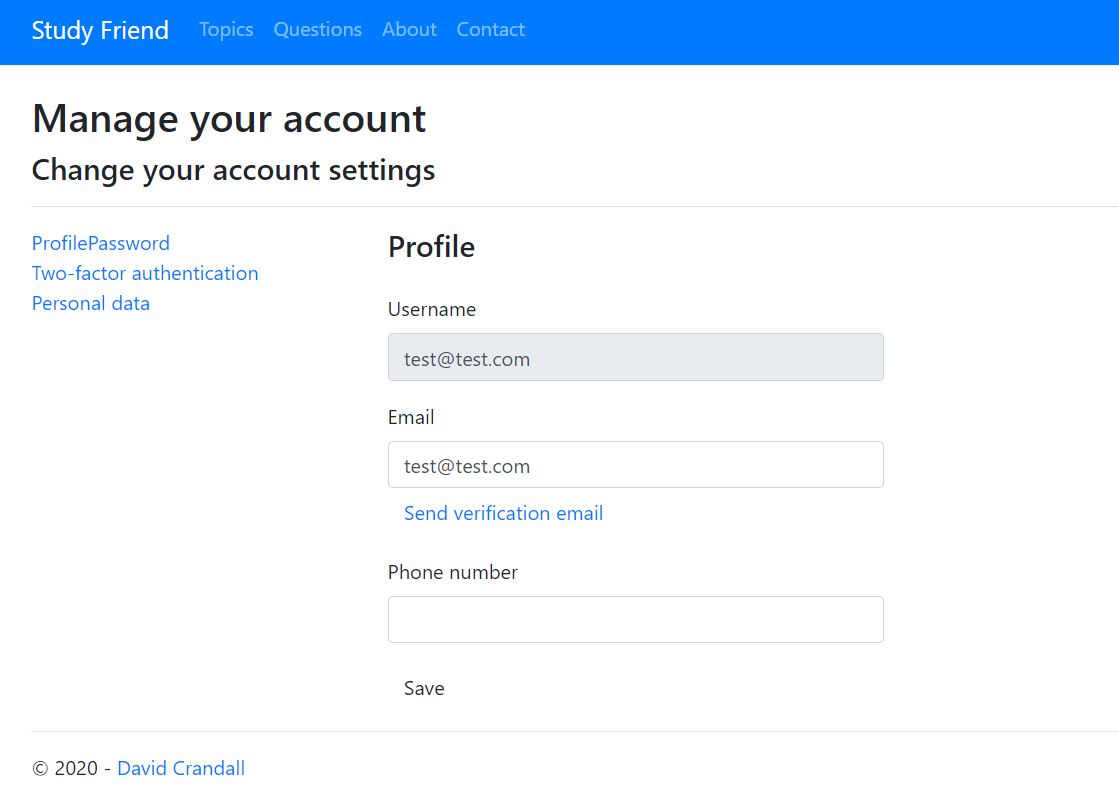 Study Friend Topics Questions About Contact
Manage your account
Change your account settings
ProfilePassword
Two-factor authentication
Personal data
Profile
Username
test@test.com
Email
test@test.com
Send verification email
Phone number
Save
© 2020 - David Crandall